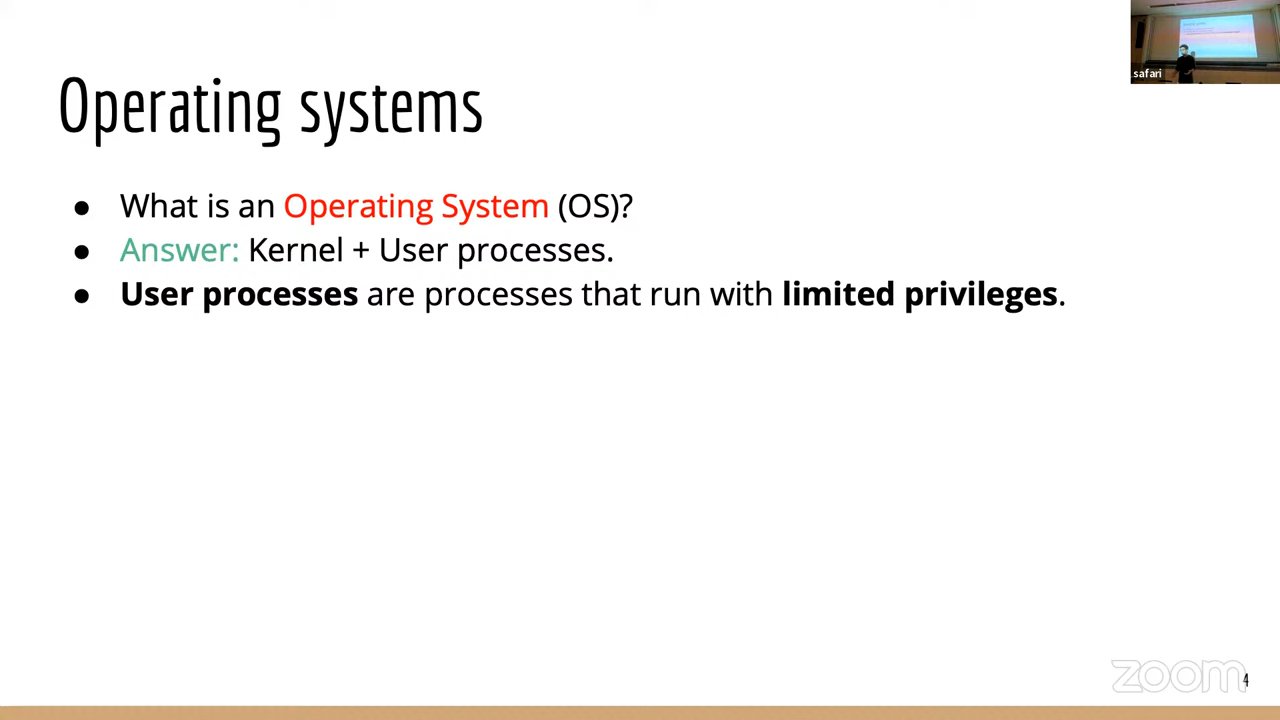 Operating systems
● What is an Operating System (OS)?
● Answer: Kernel + User processes.
● User processes are processes that run with limited privileges.
safari
zoom
4